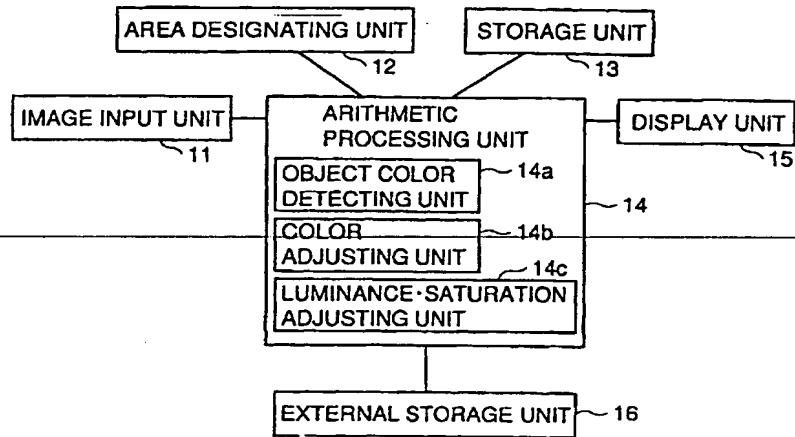 AREA DESIGNATING UNIT
12
STORAGE UNIT
13
IMAGE INPUT UNIT
11
ARITHMETIC
PROCESSING UNIT
DISPLAY UNIT
15
OBJECT COLOR
DETECTING UNIT
14a
14
COLOR
ADJUSTING UNIT
14b
14c
LUMINANCE·SATURATION
ADJUSTING UNIT
EXTERNAL STORAGE UNIT
16